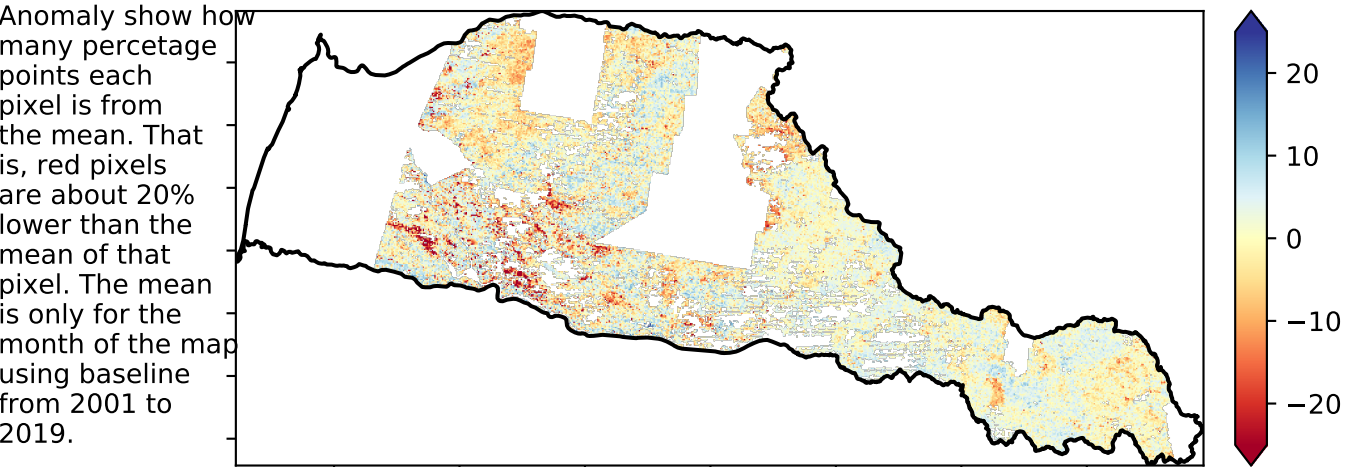 Anomaly show how
many percetage
points each
pixel is from
the mean. That
is, red pixels
are about 20%
lower than the
mean of that
pixel. The mean
is only for the
month of the map
using baseline
from 2001 to
2019.
20
10
0
−10
−20